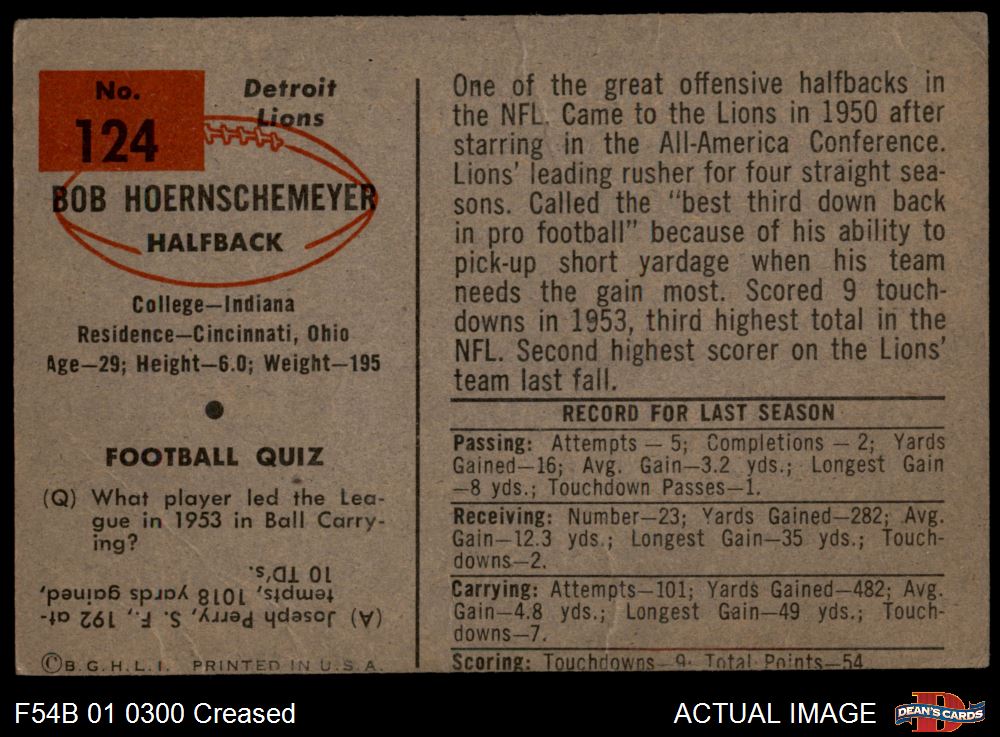 No.
124
Detroit
Lions
BOB HOERNSCHEMEYER
HALFBACK
College—Indiana
Residence—Cincinnati, Ohio
Age—29; Height—6.0; Weight—195
FOOTBALL QUIZ
(Q) What player led the Lea-
gue in 1953 in Ball Carry-
ing?
(A) Joseph Perry, S. F., 192 at-
tempts, 1018 yards gained,
10 TD's.
©B.G.H.L.I. PRINTED IN U.S.A.
One of the great offensive halfbacks in
the NFL. Came to the Lions in 1950 after
starring in the All-America Conference.
Lions' leading rusher for four straight sea-
sons. Called the "best third down back
in pro football" because of his ability to
pick-up short yardage when his team
needs the gain most. Scored 9 touch-
downs in 1953, third highest total in the
NFL. Second highest scorer on the Lions'
team last fall.
RECORD FOR LAST SEASON
Passing: Attempts — 5; Completions — 2; Yards
Gained—16; Avg. Gain—3.2 yds.; Longest Gain
—8 yds.; Touchdown Passes—1.
Receiving: Number—23; Yards Gained—282; Avg.
Gain—12.3 yds.; Longest Gain—35 yds.; Touch-
downs—2.
Carrying: Attempts—101; Yards Gained—482; Avg.
Gain—4.8 yds.; Longest Gain—49 yds.; Touch-
downs—7.
Scoring: Touchdowns—9; Total Points—54
F54B 01 0300 Creased
ACTUAL IMAGE
DEAN'S CARDS